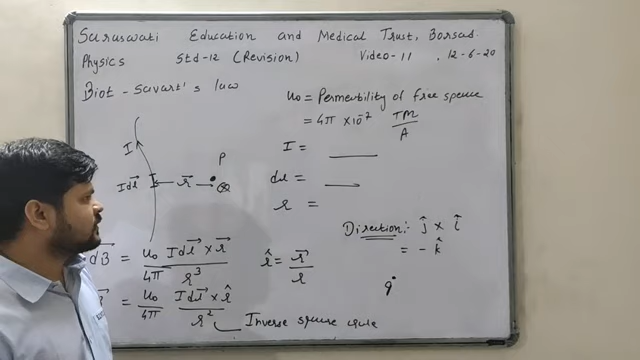 Saraswati Education and Medical Trust, Borsad.
Physics Std-12 (Revision) Video-11 . 12-6-20
Biot - Savart's law
μ₀ = Permeability of free space
= 4π × 10⁻⁷ TM/A
I
P
I =
Idl⃗ r⃗ ⊗
dl =
r =
Direction:- ĵ × î
= - k̂
dB⃗ = μ₀/4π Idl⃗ × r⃗ / r³
r̂ = r⃗/r
= μ₀/4π Idl⃗ × r̂ / r²
Inverse square rule